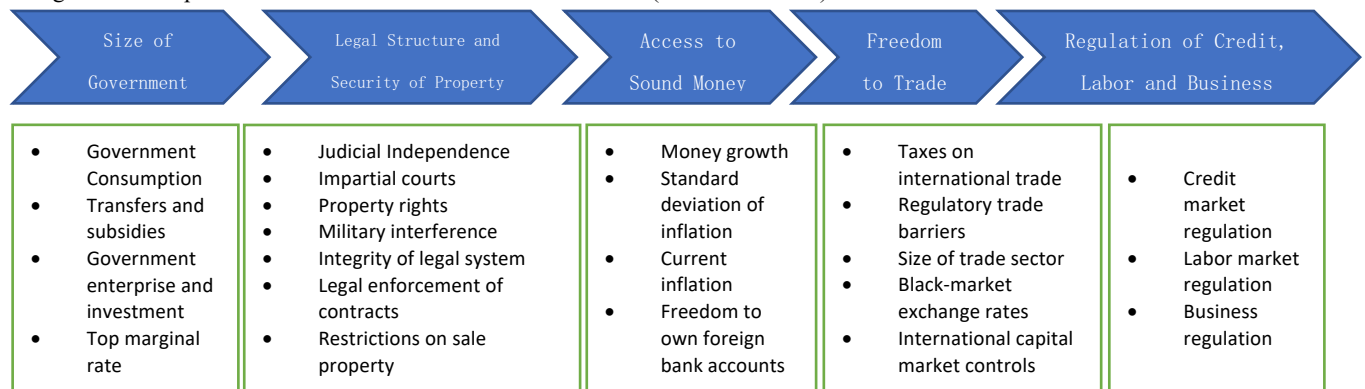 Size of
Government
Legal Structure and
Security of Property
Access to
Sound Money
Freedom
to Trade
Regulation of Credit,
Labor and Business
• Government
Consumption
• Transfers and
subsidies
• Government
enterprise and
investment
• Top marginal
rate
• Judicial Independence
• Impartial courts
• Property rights
• Military interference
• Integrity of legal system
• Legal enforcement of
contracts
• Restrictions on sale
property
• Money growth
• Standard
deviation of
inflation
• Current
inflation
• Freedom to
own foreign
bank accounts
• Taxes on
international trade
• Regulatory trade
barriers
• Size of trade sector
• Black-market
exchange rates
• International capital
market controls
• Credit
market
regulation
• Labor market
regulation
• Business
regulation